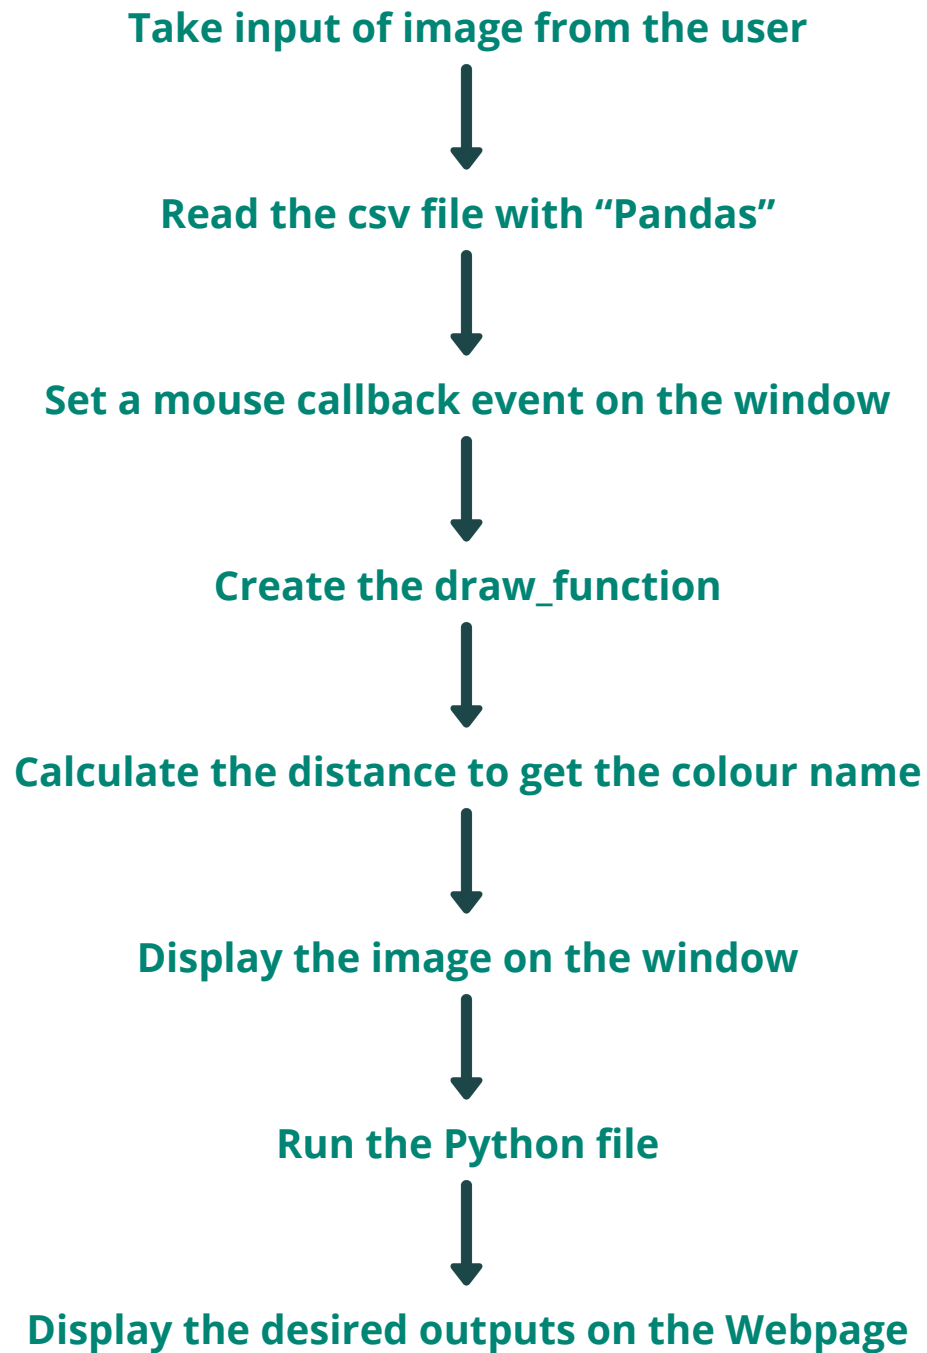 Take input of image from the user
Read the csv file with “Pandas”
Set a mouse callback event on the window
Create the draw_function
Calculate the distance to get the colour name
Display the image on the window
Run the Python file
Display the desired outputs on the Webpage